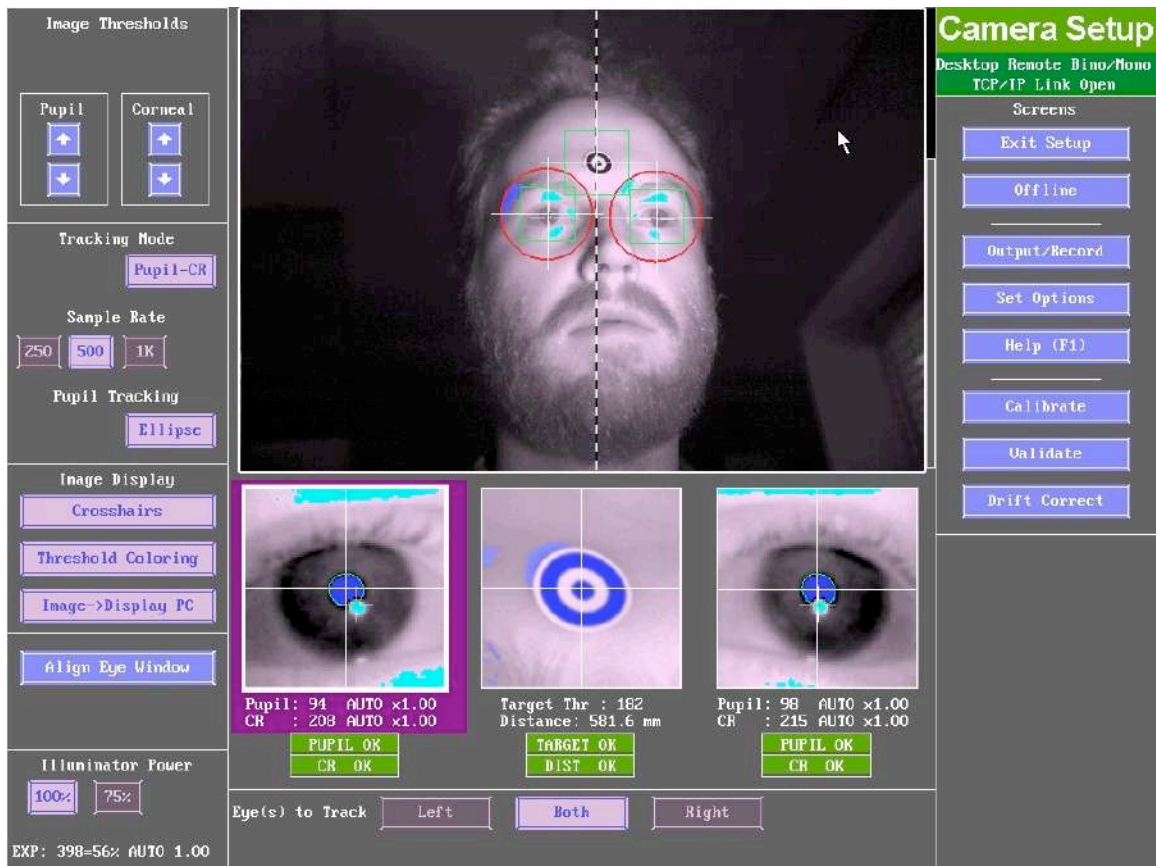 Image Thresholds
Pupil
Corneal
Tracking Mode
Pupil-CR
Sample Rate
250 500 1K
Pupil Tracking
Ellipse
Image Display
Crosshairs
Threshold Coloring
Image->Display PC
Align Eye Window
Illuminator Power
100% 75%
EXP: 398=56% AUTO 1.00
Pupil: 94 AUTO x1.00
CR : 208 AUTO x1.00
PUPIL OK
CR OK
Target Thr : 182
Distance: 581.6 mm
TARGET OK
DIST OK
Pupil: 98 AUTO x1.00
CR : 215 AUTO x1.00
PUPIL OK
CR OK
Eye(s) to Track Left Both Right
Camera Setup
Desktop Remote Bino/Mono
TCP/IP Link Open
Screens
Exit Setup
Offline
Output/Record
Set Options
Help (F1)
Calibrate
Validate
Drift Correct